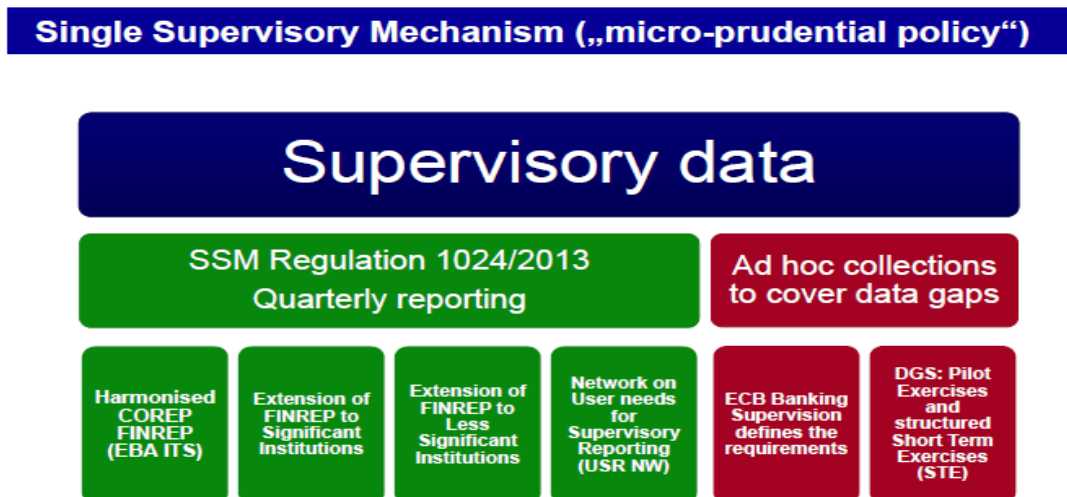 Single Supervisory Mechanism („micro-prudential policy“)
Supervisory data
SSM Regulation 1024/2013
Quarterly reporting
Ad hoc collections
to cover data gaps
Harmonised
COREP
FINREP
(EBA ITS)
Extension of
FINREP to
Significant
Institutions
Extension of
FINREP to
Less
Significant
Institutions
Network on
User needs
for
Supervisory
Reporting
(USR NW)
ECB Banking
Supervision
defines the
requirements
DGS: Pilot
Exercises
and
structured
Short Term
Exercises
(STE)